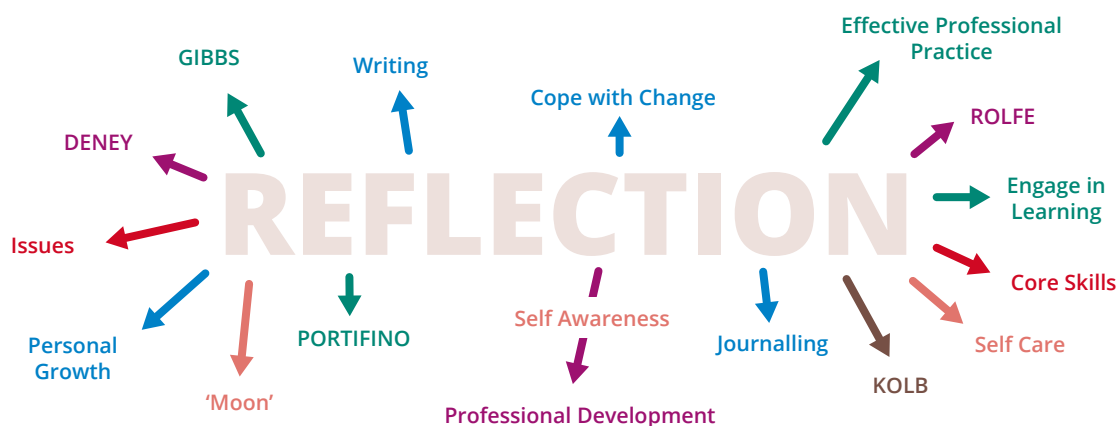 Effective Professional
Practice
GIBBS
Writing
Cope with Change
ROLFE
DENEY
REFLECTION
Engage in
Learning
Issues
Core Skills
Self Awareness
PORTIFINO
Personal
Growth
Journalling
Self Care
KOLB
‘Moon’
Professional Development